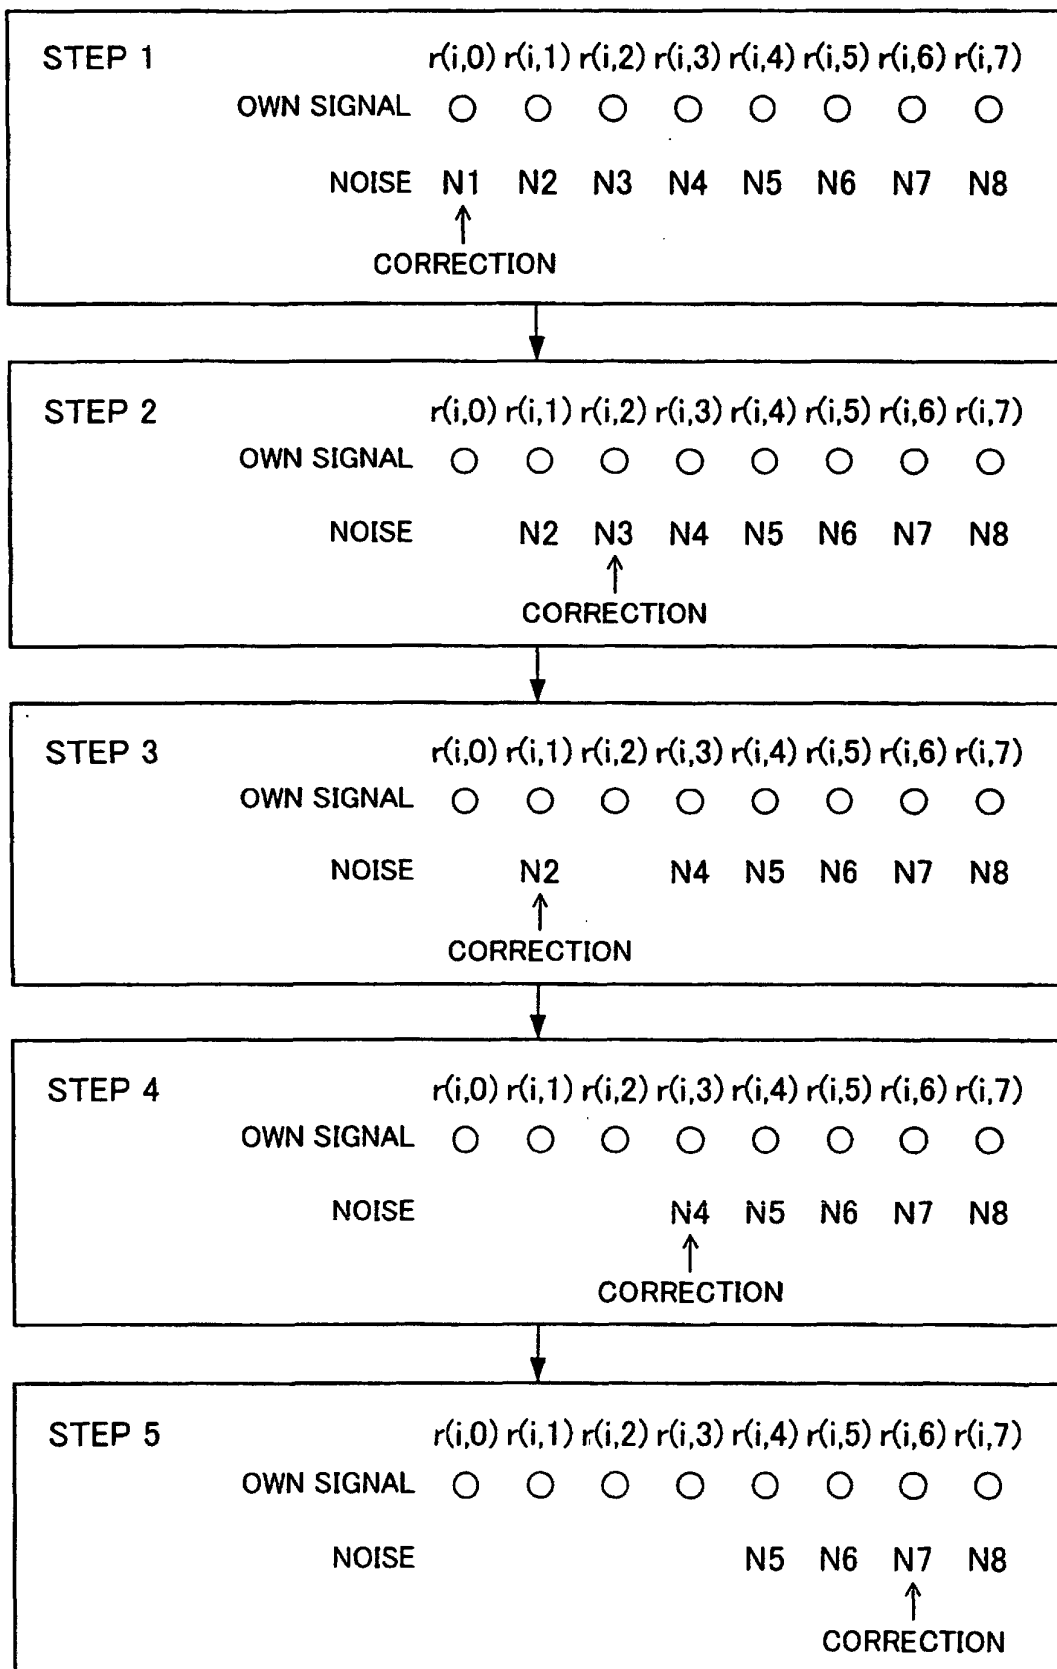 STEP 1 r(i,0) r(i,1) r(i,2) r(i,3) r(i,4) r(i,5) r(i,6) r(i,7)
OWN SIGNAL ○ ○ ○ ○ ○ ○ ○ ○
NOISE N1 N2 N3 N4 N5 N6 N7 N8
CORRECTION
STEP 2 r(i,0) r(i,1) r(i,2) r(i,3) r(i,4) r(i,5) r(i,6) r(i,7)
OWN SIGNAL ○ ○ ○ ○ ○ ○ ○ ○
NOISE N2 N3 N4 N5 N6 N7 N8
CORRECTION
STEP 3 r(i,0) r(i,1) r(i,2) r(i,3) r(i,4) r(i,5) r(i,6) r(i,7)
OWN SIGNAL ○ ○ ○ ○ ○ ○ ○ ○
NOISE N2 N4 N5 N6 N7 N8
CORRECTION
STEP 4 r(i,0) r(i,1) r(i,2) r(i,3) r(i,4) r(i,5) r(i,6) r(i,7)
OWN SIGNAL ○ ○ ○ ○ ○ ○ ○ ○
NOISE N4 N5 N6 N7 N8
CORRECTION
STEP 5 r(i,0) r(i,1) r(i,2) r(i,3) r(i,4) r(i,5) r(i,6) r(i,7)
OWN SIGNAL ○ ○ ○ ○ ○ ○ ○ ○
NOISE N5 N6 N7 N8
CORRECTION